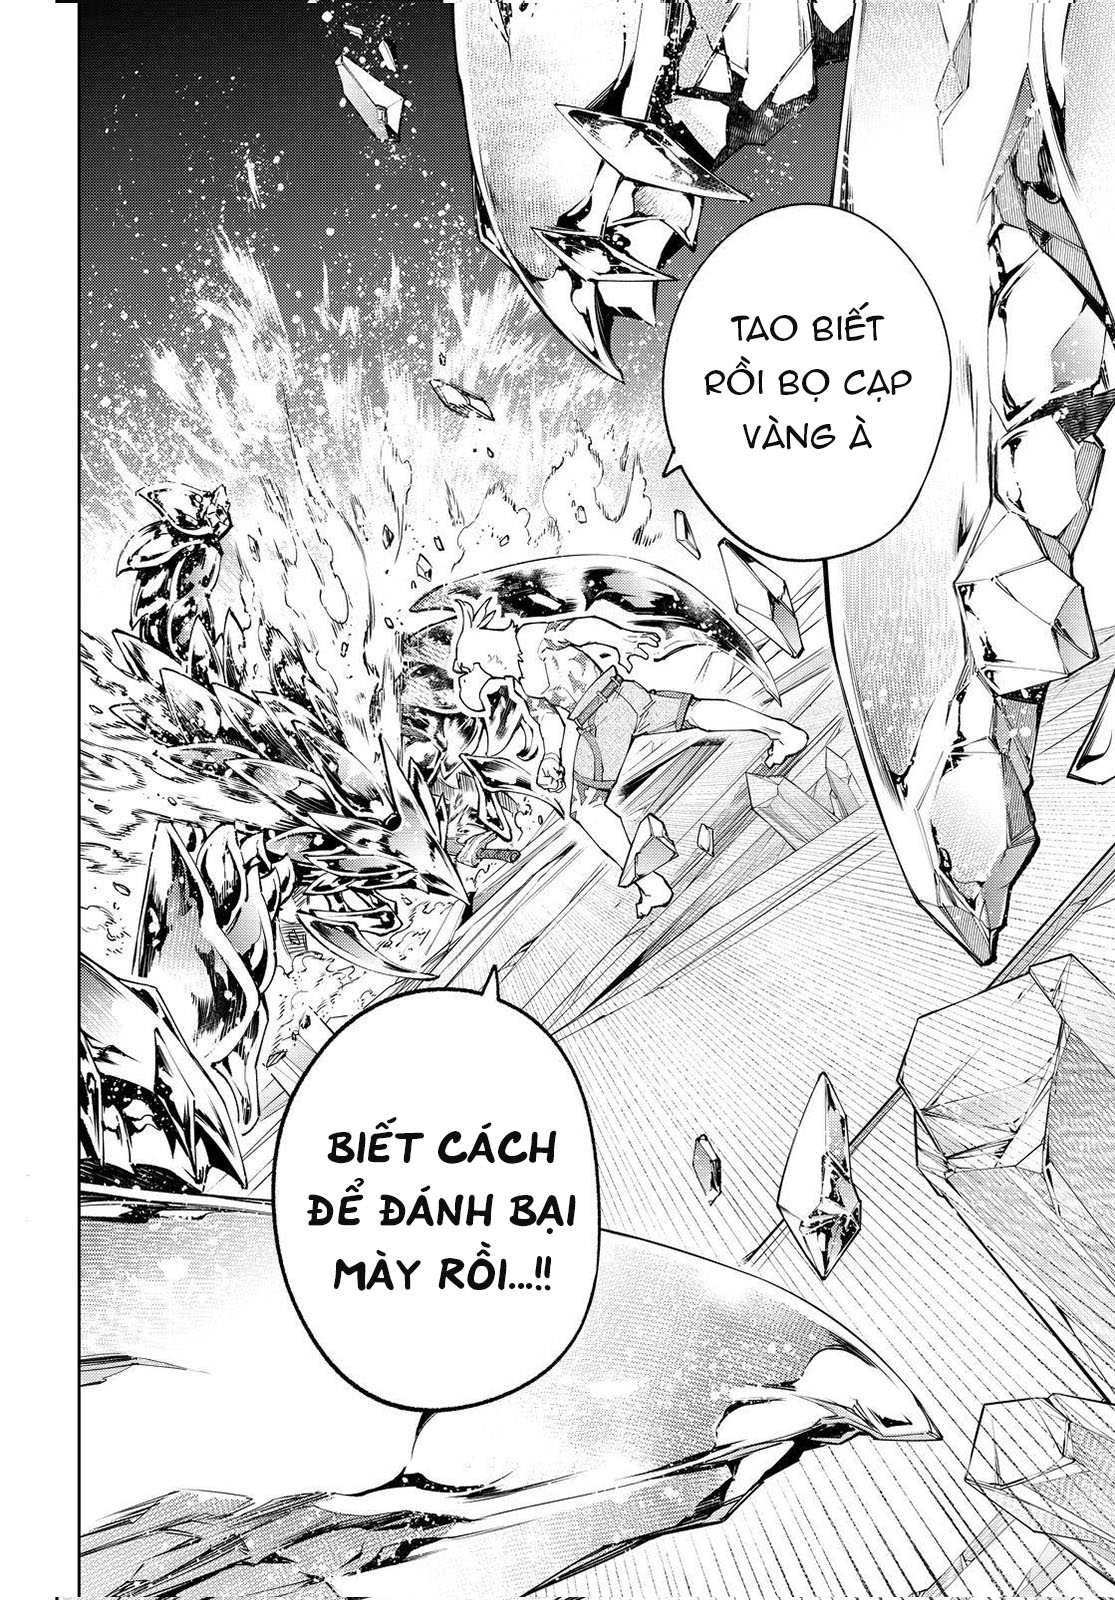 TAO BIẾT
RỒI BỌ CẠP
VÀNG À
BIẾT CÁCH
ĐỂ ĐÁNH BẠI
MÀY RỒI...!!